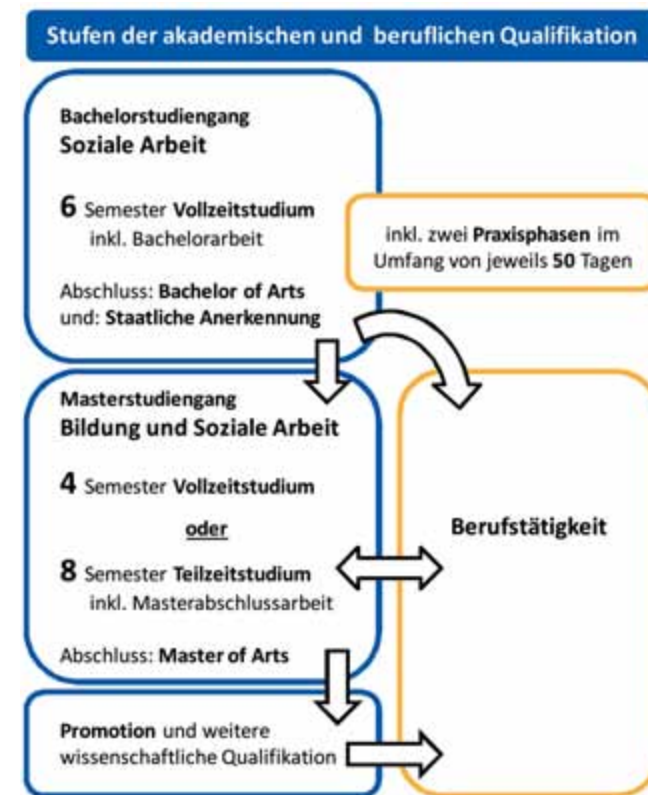 Stufen der akademischen und beruflichen Qualifikation
Bachelorstudiengang
Soziale Arbeit
6 Semester Vollzeitstudium
inkl. Bachelorarbeit
Abschluss: Bachelor of Arts
und: Staatliche Anerkennung
inkl. zwei Praxisphasen im
Umfang von jeweils 50 Tagen
Masterstudiengang
Bildung und Soziale Arbeit
4 Semester Vollzeitstudium
oder
8 Semester Teilzeitstudium
inkl. Masterabschlussarbeit
Abschluss: Master of Arts
Berufstätigkeit
Promotion und weitere
wissenschaftliche Qualifikation